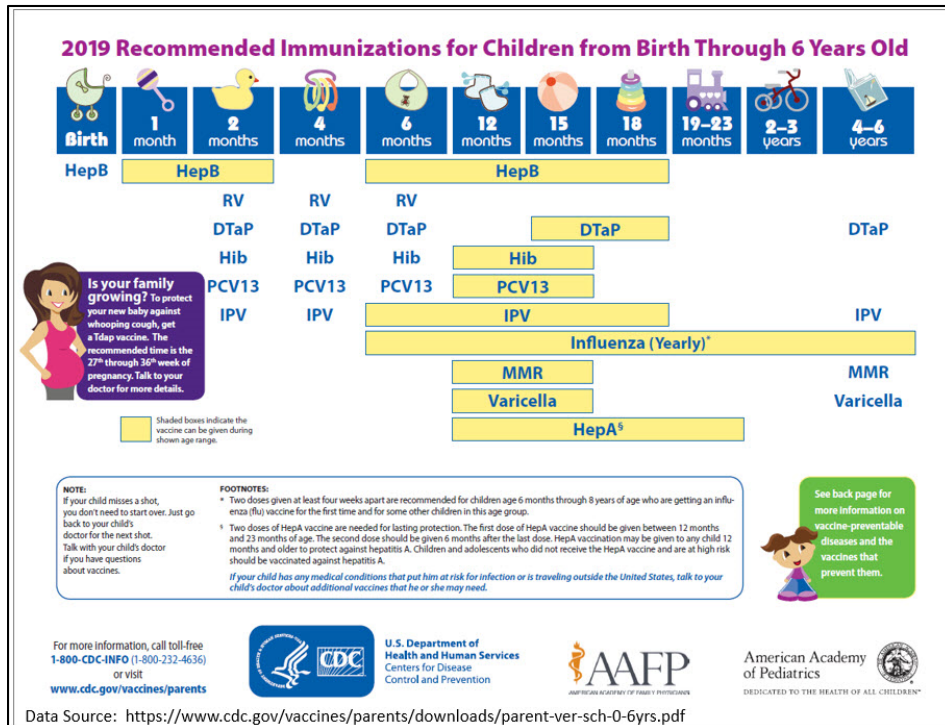 2019 Recommended Immunizations for Children from Birth Through 6 Years Old
Birth
1 month
2 months
4 months
6 months
12 months
15 months
18 months
19–23 months
2–3 years
4–6 years
HepB HepB HepB
RV RV RV
DTaP DTaP DTaP DTaP DTaP
Hib Hib Hib Hib
PCV13 PCV13 PCV13 PCV13
IPV IPV IPV IPV
Influenza (Yearly)*
MMR MMR
Varicella Varicella
HepA§
Is your family
growing? To protect
your new baby against
whooping cough, get
a Tdap vaccine. The
recommended time is the
27th through 36th week of
pregnancy. Talk to your
doctor for more details.
Shaded boxes indicate the
vaccine can be given during
shown age range.
NOTE:
If your child misses a shot,
you don't need to start over. Just go
back to your child's
doctor for the next shot.
Talk with your child's doctor
if you have questions
about vaccines.
FOOTNOTES:
* Two doses given at least four weeks apart are recommended for children age 6 months through 8 years of age who are getting an influ-
enza (flu) vaccine for the first time and for some other children in this age group.
§ Two doses of HepA vaccine are needed for lasting protection. The first dose of HepA vaccine should be given between 12 months
and 23 months of age. The second dose should be given 6 months after the last dose. HepA vaccination may be given to any child 12
months and older to protect against hepatitis A. Children and adolescents who did not receive the HepA vaccine and are at high risk
should be vaccinated against hepatitis A.
If your child has any medical conditions that put him at risk for infection or is traveling outside the United States, talk to your
child's doctor about additional vaccines that he or she may need.
See back page for
more information on
vaccine-preventable
diseases and the
vaccines that
prevent them.
For more information, call toll-free
1-800-CDC-INFO (1-800-232-4636)
or visit
www.cdc.gov/vaccines/parents
CDC
U.S. Department of
Health and Human Services
Centers for Disease
Control and Prevention
AAFP
AMERICAN ACADEMY OF FAMILY PHYSICIANS
American Academy
of Pediatrics
DEDICATED TO THE HEALTH OF ALL CHILDREN®
Data Source: https://www.cdc.gov/vaccines/parents/downloads/parent-ver-sch-0-6yrs.pdf